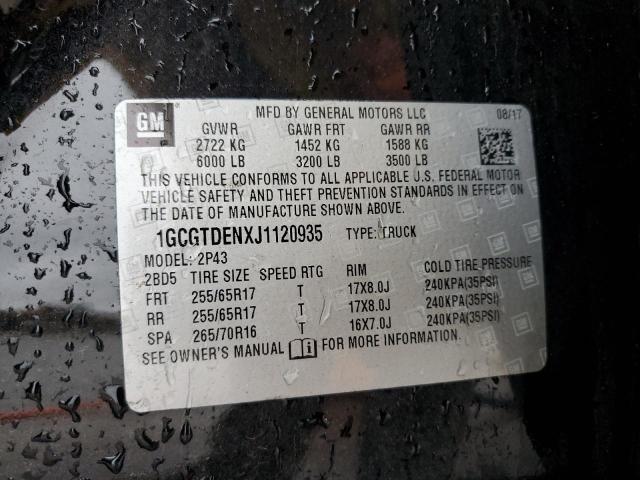 GM
MFD BY GENERAL MOTORS LLC 08/17
GVWR GAWR FRT GAWR RR
2722 KG 1452 KG 1588 KG
6000 LB 3200 LB 3500 LB
THIS VEHICLE CONFORMS TO ALL APPLICABLE U.S. FEDERAL MOTOR
VEHICLE SAFETY AND THEFT PREVENTION STANDARDS IN EFFECT ON
THE DATE OF MANUFACTURE SHOWN ABOVE.
1GCGTDENXJ1120935 TYPE: TRUCK
MODEL: 2P43
2BD5 TIRE SIZE SPEED RTG RIM COLD TIRE PRESSURE
FRT 255/65R17 T 17X8.0J 240KPA(35PSI)
RR 255/65R17 T 17X8.0J 240KPA(35PSI)
SPA 265/70R16 T 16X7.0J 240KPA(35PSI)
SEE OWNER'S MANUAL FOR MORE INFORMATION.